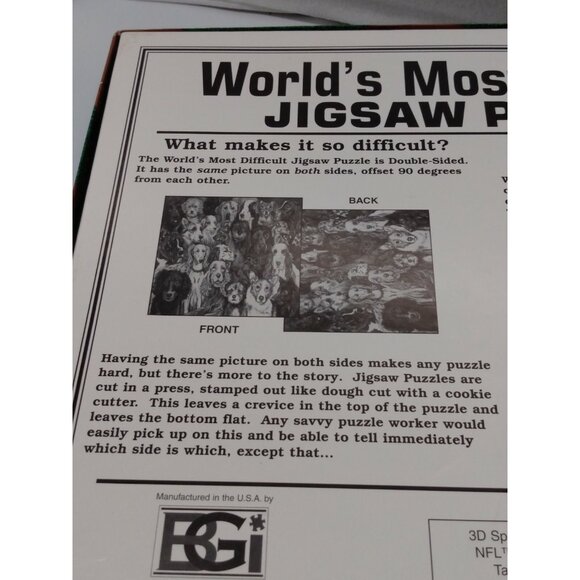 World's Mos
JIGSAW P
What makes it so difficult?
The World's Most Difficult Jigsaw Puzzle is Double-Sided.
It has the same picture on both sides, offset 90 degrees
from each other.
BACK
FRONT
Having the same picture on both sides makes any puzzle
hard, but there's more to the story. Jigsaw Puzzles are
cut in a press, stamped out like dough cut with a cookie
cutter. This leaves a crevice in the top of the puzzle and
leaves the bottom flat. Any savvy puzzle worker would
easily pick up on this and be able to tell immediately
which side is which, except that...
Manufactured in the U.S.A. by
BGi
3D Sp
NFL™
Ta